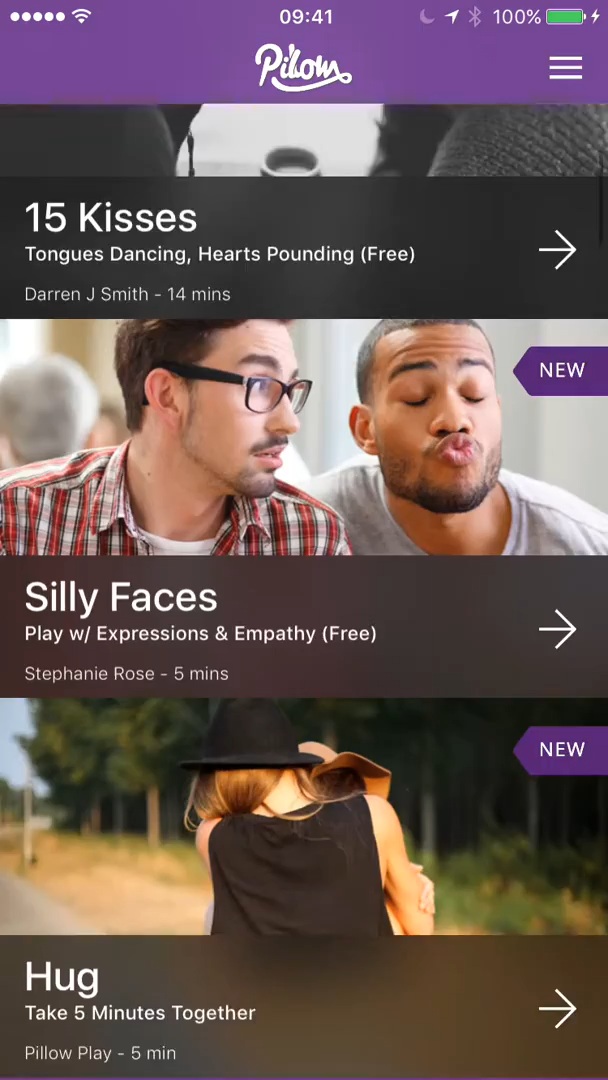 09:41
100%
Pillow
15 Kisses
Tongues Dancing, Hearts Pounding (Free)
Darren J Smith - 14 mins
NEW
Silly Faces
Play w/ Expressions & Empathy (Free)
Stephanie Rose - 5 mins
NEW
Hug
Take 5 Minutes Together
Pillow Play - 5 min